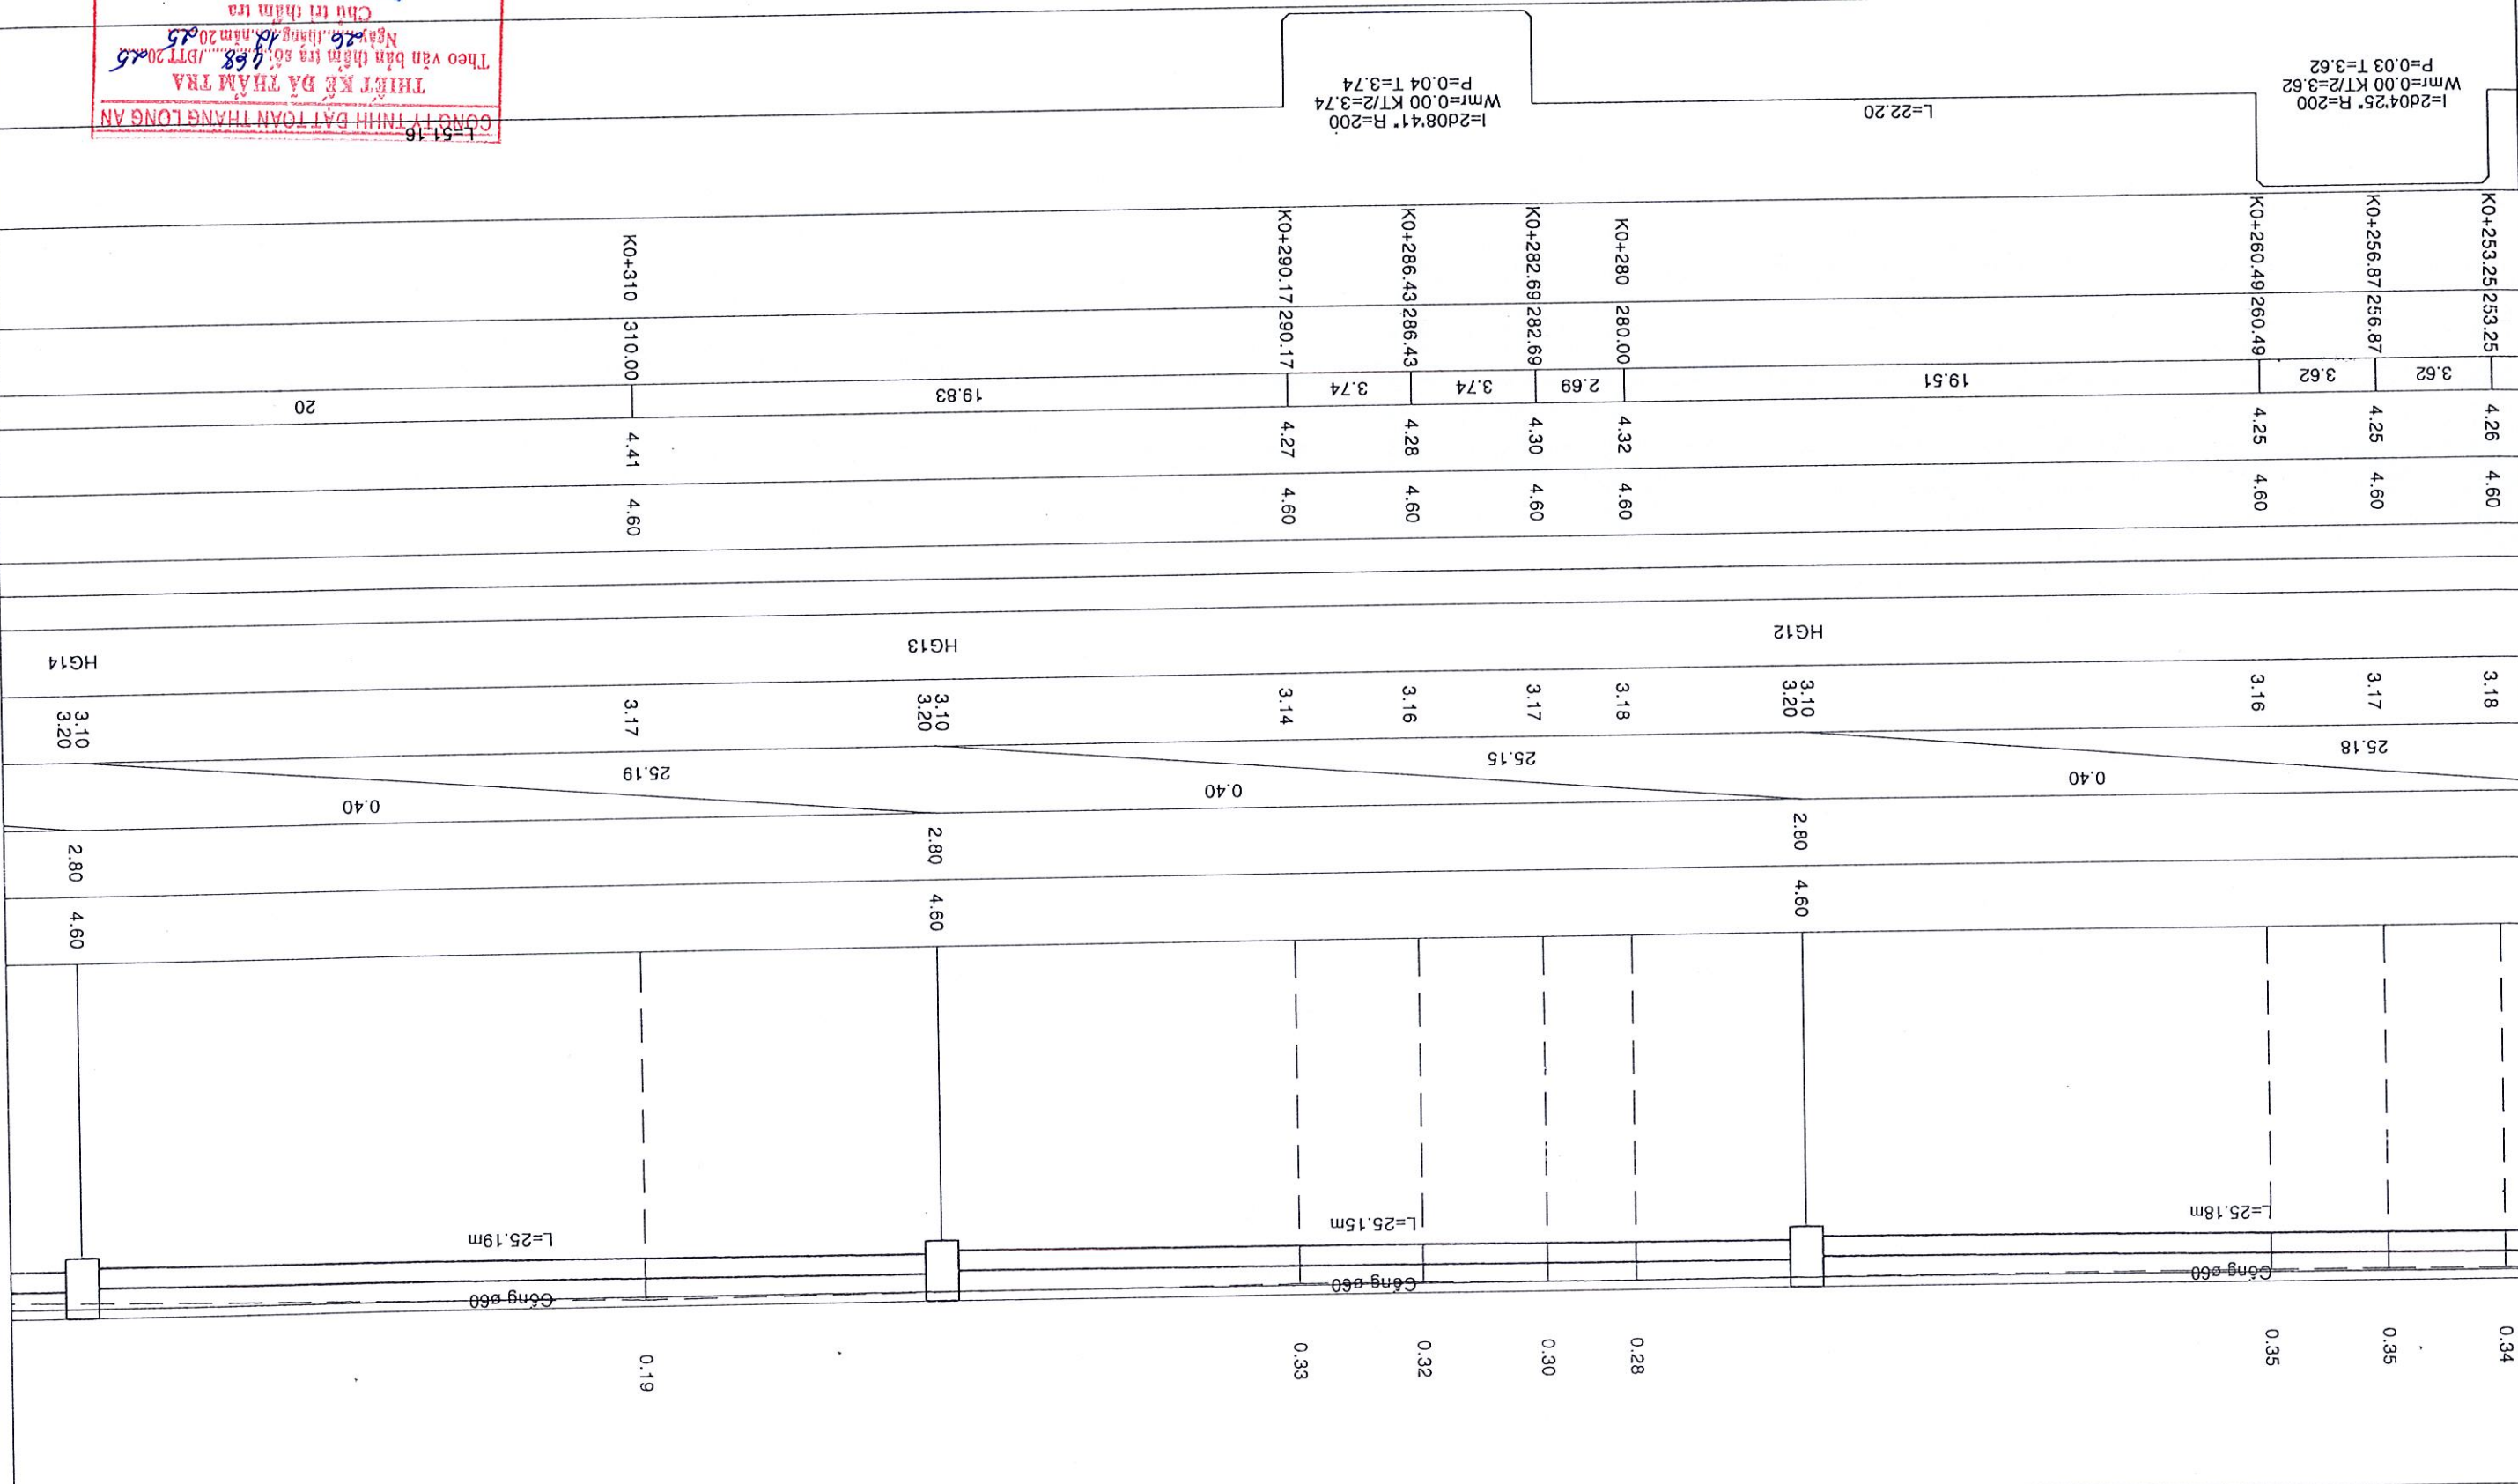 0.34 0.35 0.35 0.28 0.30 0.32 0.33 0.19
Cống ø60 Cống ø60 Cống ø60
L=25.18m L=25.15m L=25.19m
4.60 4.60 4.60
2.80 2.80 2.80
0.40 0.40 0.40
25.18 25.15 25.19
3.18 3.17 3.16 3.10 3.20 3.18 3.17 3.16 3.14 3.10 3.20 3.17 3.10 3.20
HG12 HG13 HG14
4.60 4.60 4.60 4.60 4.60 4.60 4.60 4.60
4.26 4.25 4.25 4.32 4.30 4.28 4.27 4.41
3.62 3.62 19.51 2.69 3.74 3.74 19.83 20
253.25 256.87 260.49 280.00 282.69 286.43 290.17 310.00
K0+253.25 K0+256.87 K0+260.49 K0+280 K0+282.69 K0+286.43 K0+290.17 K0+310
I=2d04'25" R=200
Wmr=0.00 KT/2=3.62
P=0.03 T=3.62
L=22.20
I=2d08'41" R=200
Wmr=0.00 KT/2=3.74
P=0.04 T=3.74
L=51.16
CÔNG TY TNHH ĐẠT TOÀN THẮNG LONG AN
THIẾT KẾ ĐÃ THẨM TRA
Theo văn bản thẩm tra số: 468 /ĐTT 2025
Ngày 26 tháng 12 năm 2025
Chủ trì thẩm tra